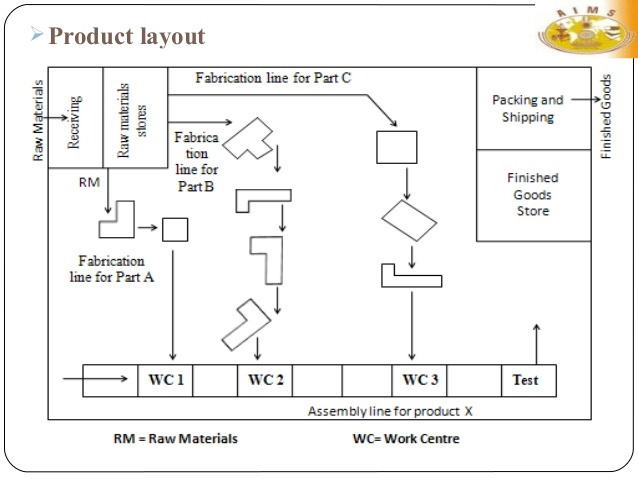 Product layout
AIMS
Raw Materials
Receiving
Raw materials
stores
Fabrication line for Part C
Fabrica
tion
line for
Part B
Packing and
Shipping
Finished Goods
Finished
Goods
Store
RM
Fabrication
line for Part A
WC 1
WC 2
WC 3
Test
Assembly line for product X
RM = Raw Materials
WC= Work Centre